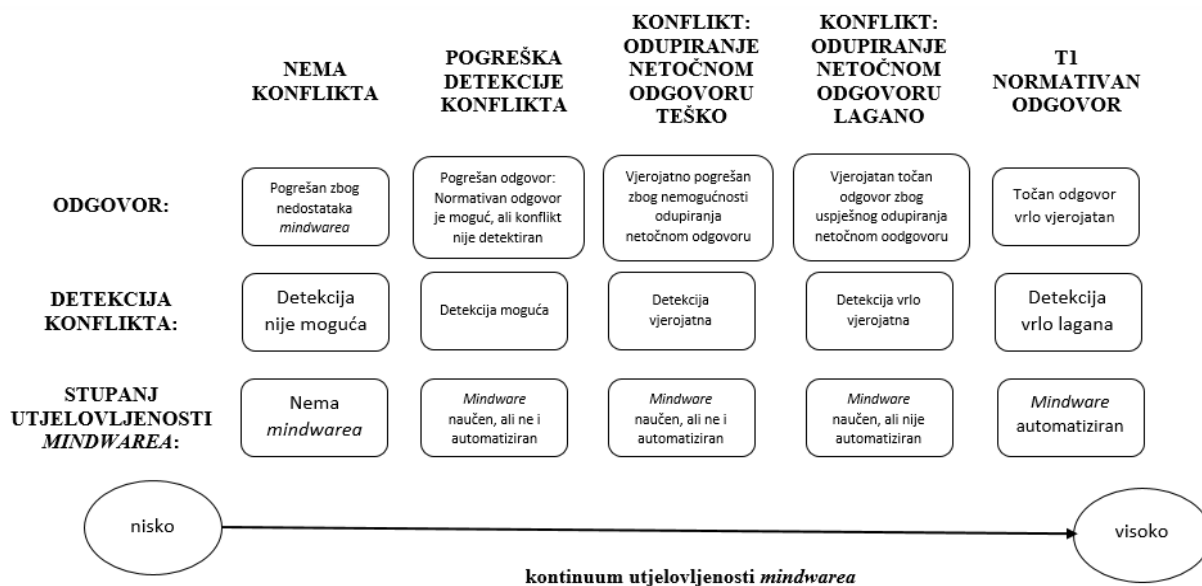 NEMA
KONFLIKTA
POGREŠKA
DETEKCIJE
KONFLIKTA
KONFLIKT:
ODUPIRANJE
NETOČNOM
ODGOVORU
TEŠKO
KONFLIKT:
ODUPIRANJE
NETOČNOM
ODGOVORU
LAGANO
T1
NORMATIVAN
ODGOVOR
ODGOVOR:
Pogrešan zbog
nedostataka
mindwarea
Pogrešan odgovor:
Normativan odgovor
je moguć, ali konflikt
nije detektiran
Vjerojatno pogrešan
zbog nemogućnosti
odupiranja
netočnom odgovoru
Vjerojatan točan
odgovor zbog
uspješnog odupiranja
netočnom oodgovoru
Točan odgovor
vrlo vjerojatan
DETEKCIJA
KONFLIKTA:
Detekcija
nije moguća
Detekcija moguća
Detekcija
vjerojatna
Detekcija vrlo
vjerojatna
Detekcija
vrlo lagana
STUPANJ
UTJELOVLJENOSTI
MINDWAREA:
Nema
mindwarea
Mindware
naučen, ali ne i
automatiziran
Mindware
naučen, ali ne i
automatiziran
Mindware
naučen, ali nije
automatiziran
Mindware
automatiziran
nisko
visoko
kontinuum utjelovljenosti mindwarea